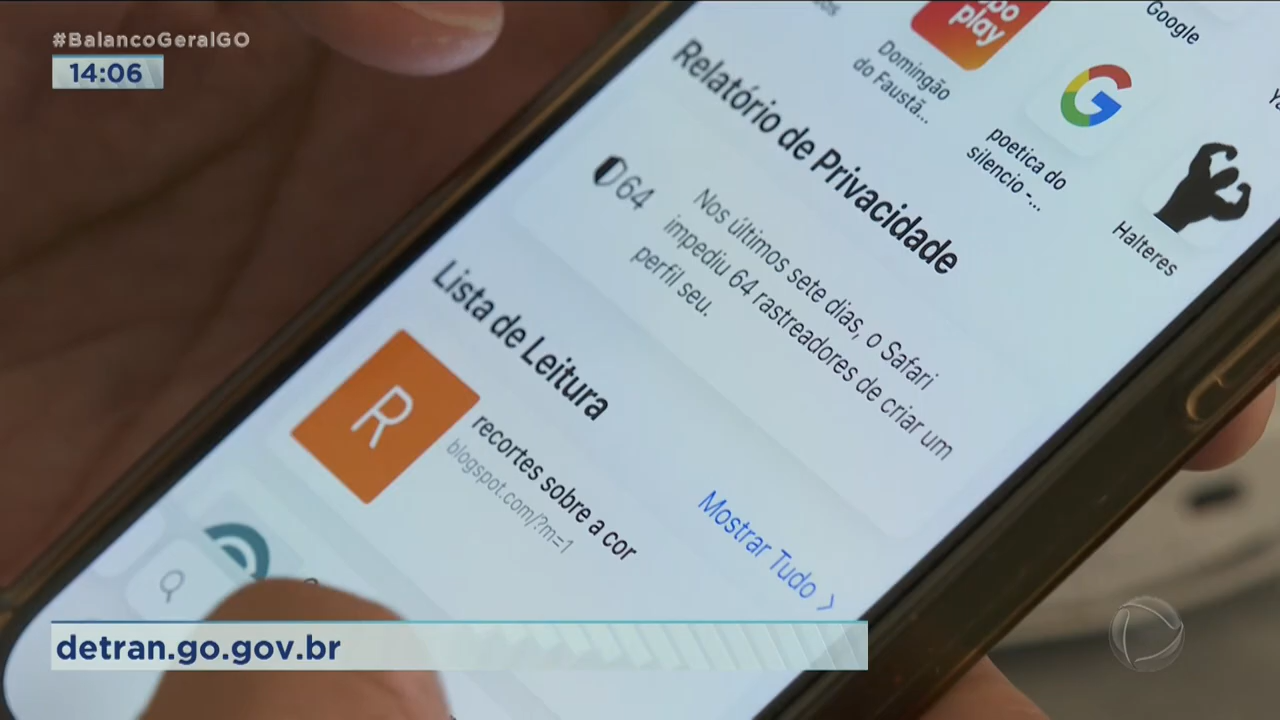 #BalancoGeralGO
14:06
play
Google
Domingão
do Faustã...
poetica do
silencio -...
Halteres
Relatório de Privacidade
64
Nos últimos sete dias, o Safari
impediu 64 rastreadores de criar um
perfil seu.
Lista de Leitura
Mostrar Tudo >
R
recortes sobre a cor
blogspot.com/?m=1
detran.go.gov.br